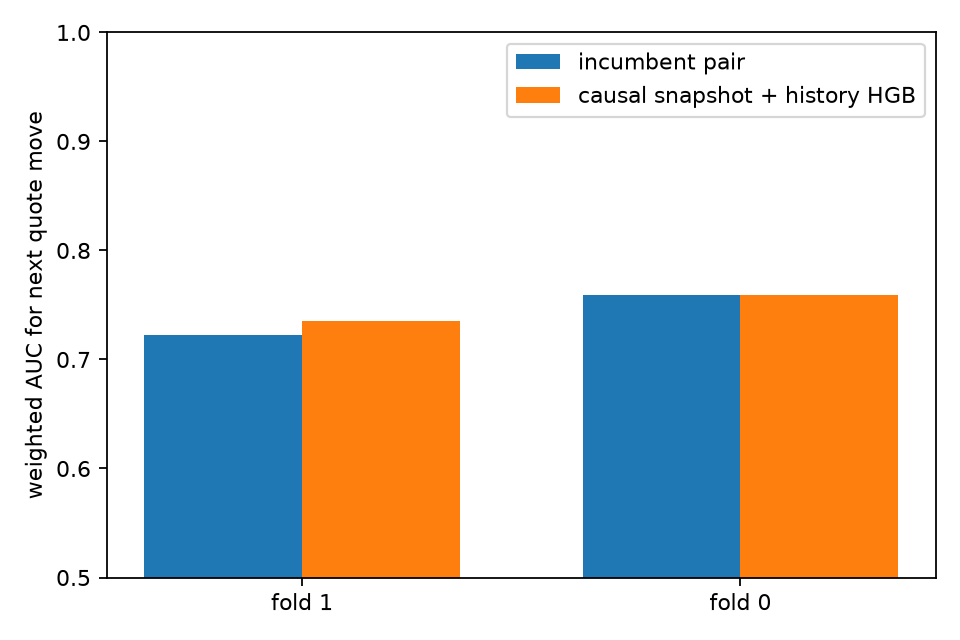 1.0
0.9
0.8
0.7
0.6
0.5
weighted AUC for next quote move
incumbent pair
causal snapshot + history HGB
fold 1
fold 0